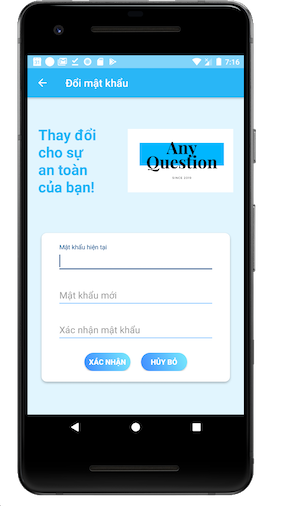 7:16
Đổi mật khẩu
Thay đổi
cho sự
an toàn
của bạn!
Any
Question
SINCE 2020
Mật khẩu hiện tại
Mật khẩu mới
Xác nhận mật khẩu
XÁC NHẬN
HỦY BỎ